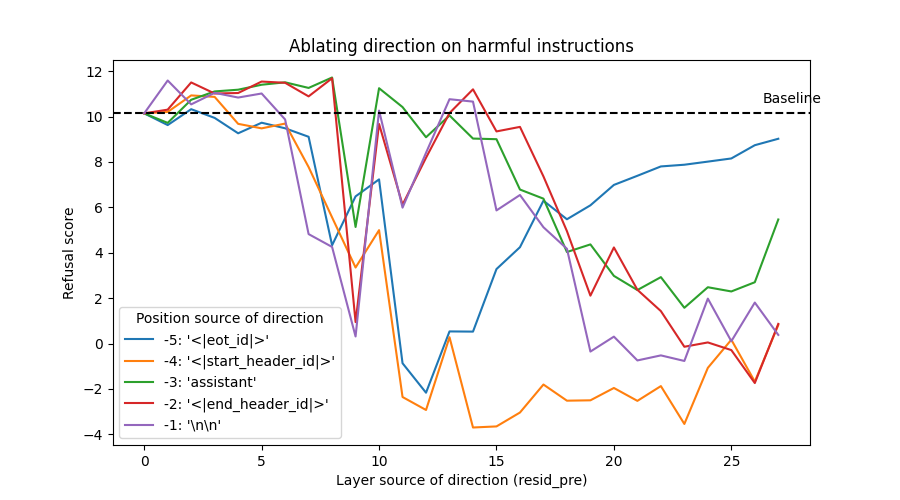 Ablating direction on harmful instructions
Baseline
Refusal score
12
10
8
6
4
2
0
−2
−4
Position source of direction
-5: '<|eot_id|>'
-4: '<|start_header_id|>'
-3: 'assistant'
-2: '<|end_header_id|>'
-1: '\n\n'
0
5
10
15
20
25
Layer source of direction (resid_pre)